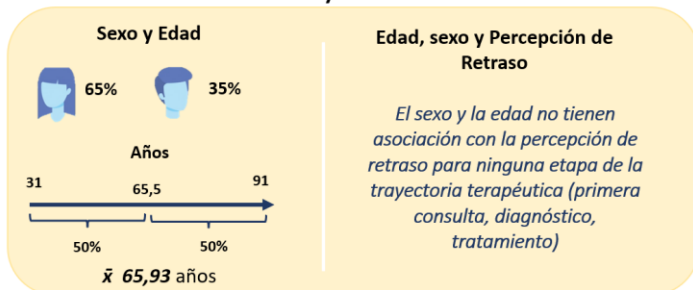 Sexo y Edad
65%
35%
Años
31
65,5
91
50%
50%
x̄ 65,93 años
Edad, sexo y Percepción de
Retraso
El sexo y la edad no tienen
asociación con la percepción de
retraso para ninguna etapa de la
trayectoria terapéutica (primera
consulta, diagnóstico,
tratamiento)